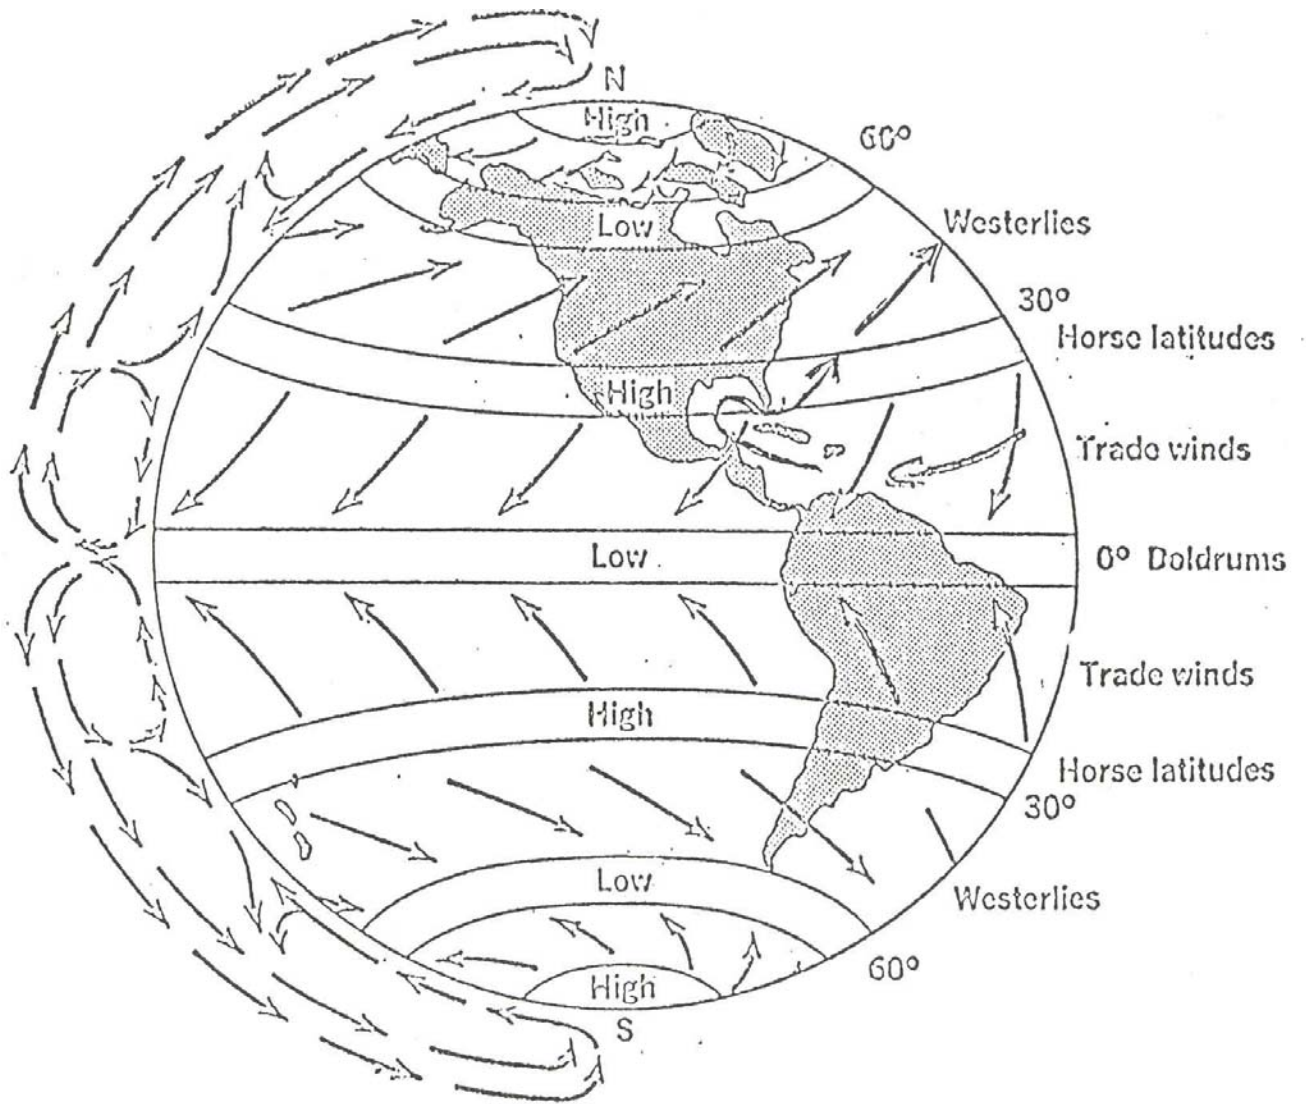 N
High
60°
Low
Westerlies
30°
Horse latitudes
High
Trade winds
Low
0° Doldrums
Trade winds
High
Horse latitudes
30°
Low
Westerlies
60°
High
S